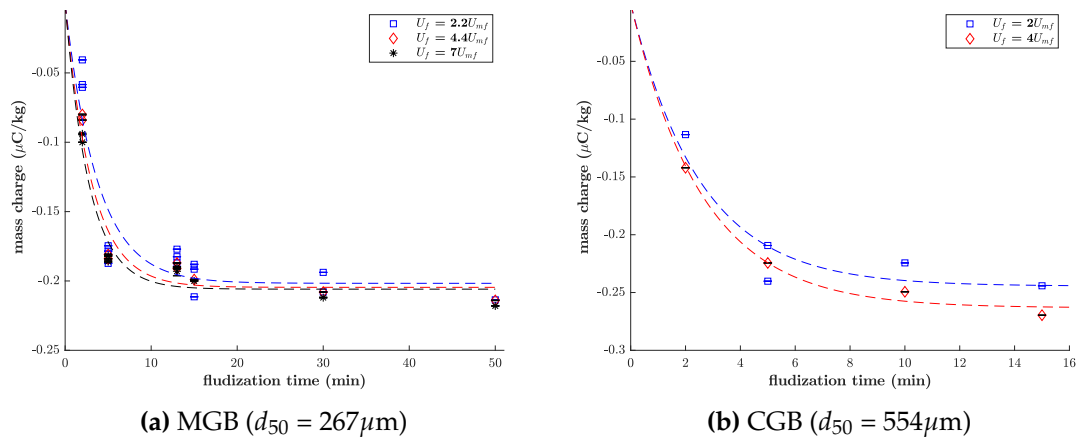 U_f = 2.2U_mf
U_f = 4.4U_mf
U_f = 7U_mf
-0.05
-0.1
-0.15
-0.2
-0.25
mass charge (μC/kg)
0 10 20 30 40 50
fludization time (min)
(a) MGB (d50 = 267μm)
U_f = 2U_mf
U_f = 4U_mf
-0.05
-0.1
-0.15
-0.2
-0.25
-0.3
mass charge (μC/kg)
0 2 4 6 8 10 12 14 16
fludization time (min)
(b) CGB (d50 = 554μm)